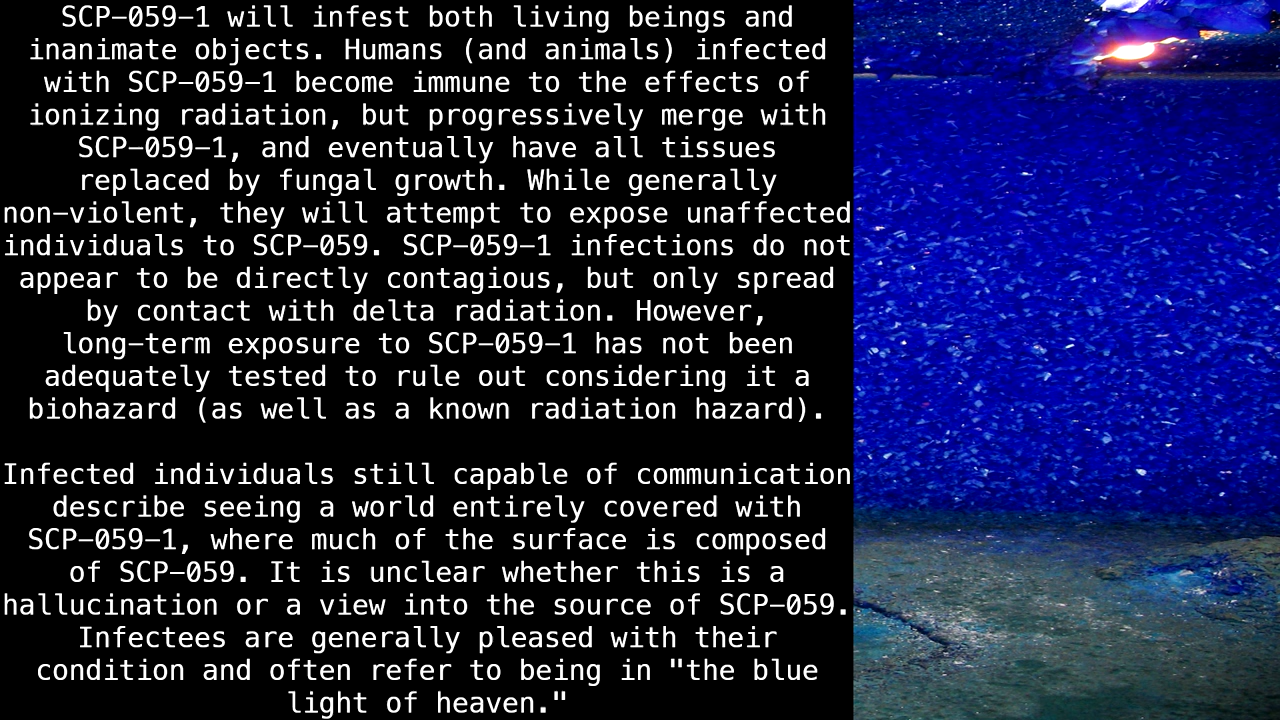 SCP-059-1 will infest both living beings and
inanimate objects. Humans (and animals) infected
with SCP-059-1 become immune to the effects of
ionizing radiation, but progressively merge with
SCP-059-1, and eventually have all tissues
replaced by fungal growth. While generally
non-violent, they will attempt to expose unaffected
individuals to SCP-059. SCP-059-1 infections do not
appear to be directly contagious, but only spread
by contact with delta radiation. However,
long-term exposure to SCP-059-1 has not been
adequately tested to rule out considering it a
biohazard (as well as a known radiation hazard).

Infected individuals still capable of communication
describe seeing a world entirely covered with
SCP-059-1, where much of the surface is composed
of SCP-059. It is unclear whether this is a
hallucination or a view into the source of SCP-059.
Infectees are generally pleased with their
condition and often refer to being in "the blue
light of heaven."